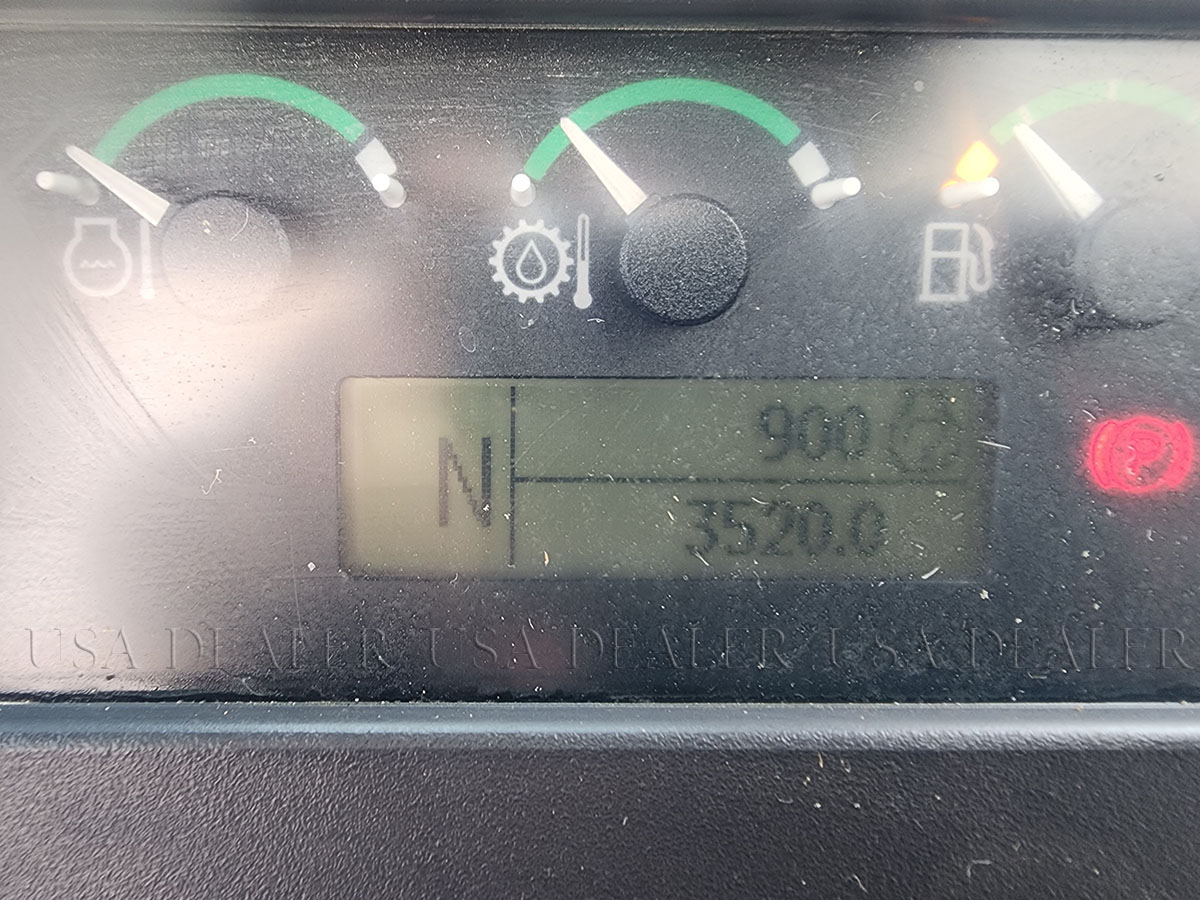 N
900
3520.0
P
USA DEALER USA DEALER USA DEALER